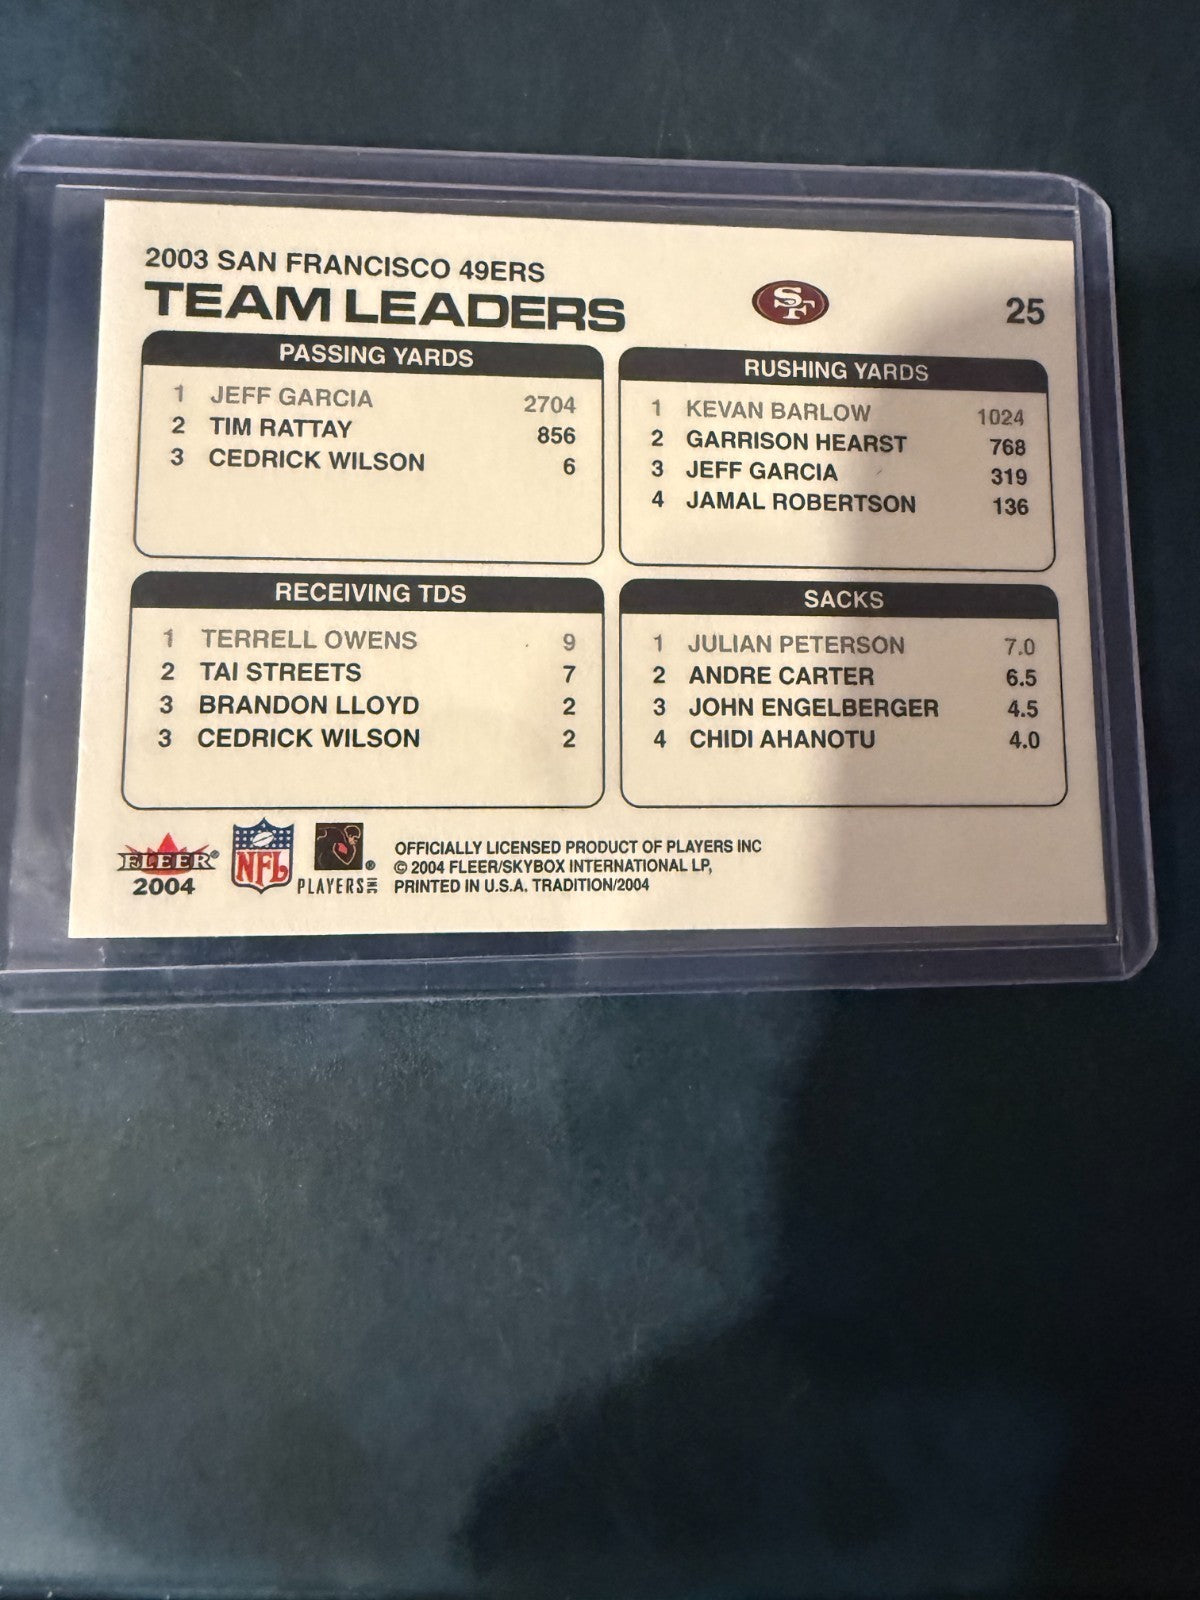 2003 SAN FRANCISCO 49ERS
TEAM LEADERS
SF
25
PASSING YARDS
1 JEFF GARCIA 2704
2 TIM RATTAY 856
3 CEDRICK WILSON 6
RUSHING YARDS
1 KEVAN BARLOW 1024
2 GARRISON HEARST 768
3 JEFF GARCIA 319
4 JAMAL ROBERTSON 136
RECEIVING TDS
1 TERRELL OWENS 9
2 TAI STREETS 7
3 BRANDON LLOYD 2
3 CEDRICK WILSON 2
SACKS
1 JULIAN PETERSON 7.0
2 ANDRE CARTER 6.5
3 JOHN ENGELBERGER 4.5
4 CHIDI AHANOTU 4.0
FLEER®
2004
NFL
®
PLAYERS INC
OFFICIALLY LICENSED PRODUCT OF PLAYERS INC
© 2004 FLEER/SKYBOX INTERNATIONAL LP,
PRINTED IN U.S.A. TRADITION/2004